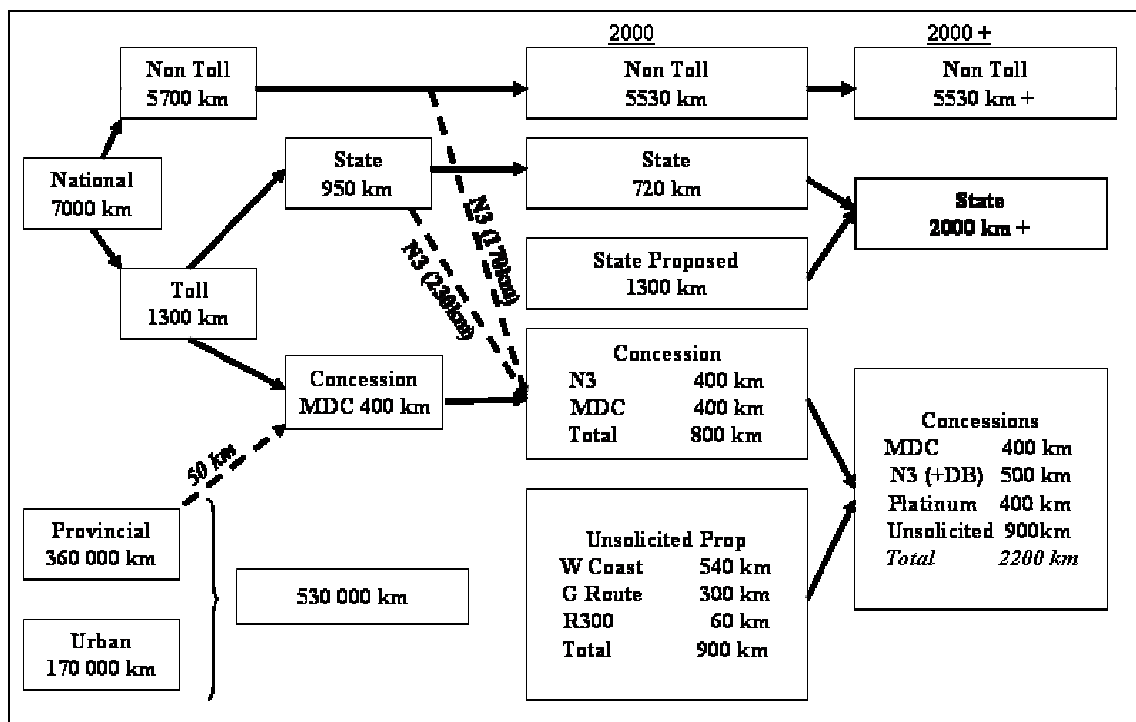 2000
2000 +
Non Toll
5700 km
Non Toll
5530 km
Non Toll
5530 km +
National
7000 km
State
950 km
State
720 km
State
2000 km +
N3 (170km)
N3 (230km)
Toll
1300 km
State Proposed
1300 km
Concession
MDC 400 km
Concession
N3 400 km
MDC 400 km
Total 800 km
Concessions
MDC 400 km
N3 (+DB) 500 km
Platinum 400 km
Unsolicited 900km
Total 2200 km
50 km
Provincial
360 000 km
530 000 km
Urban
170 000 km
Unsolicited Prop
W Coast 540 km
G Route 300 km
R300 60 km
Total 900 km